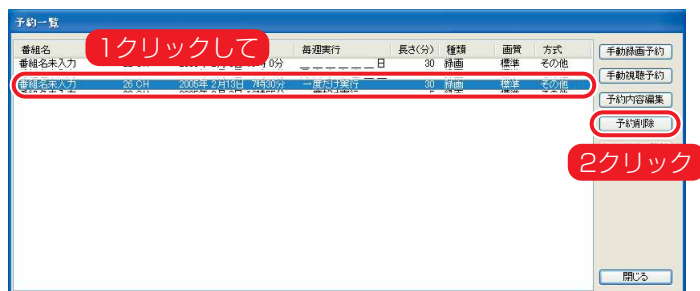 予約一覧
番組名 毎週実行 長さ(分) 種類 画質 方式
1クリックして
番組名未入力 0分 日 30 録画 標準 その他
番組名未入力 26 CH 2005年 2月13日 7時30分 一度だけ実行 30 録画 標準 その他
手動録画予約
手動視聴予約
予約内容編集
予約削除
2クリック
閉じる